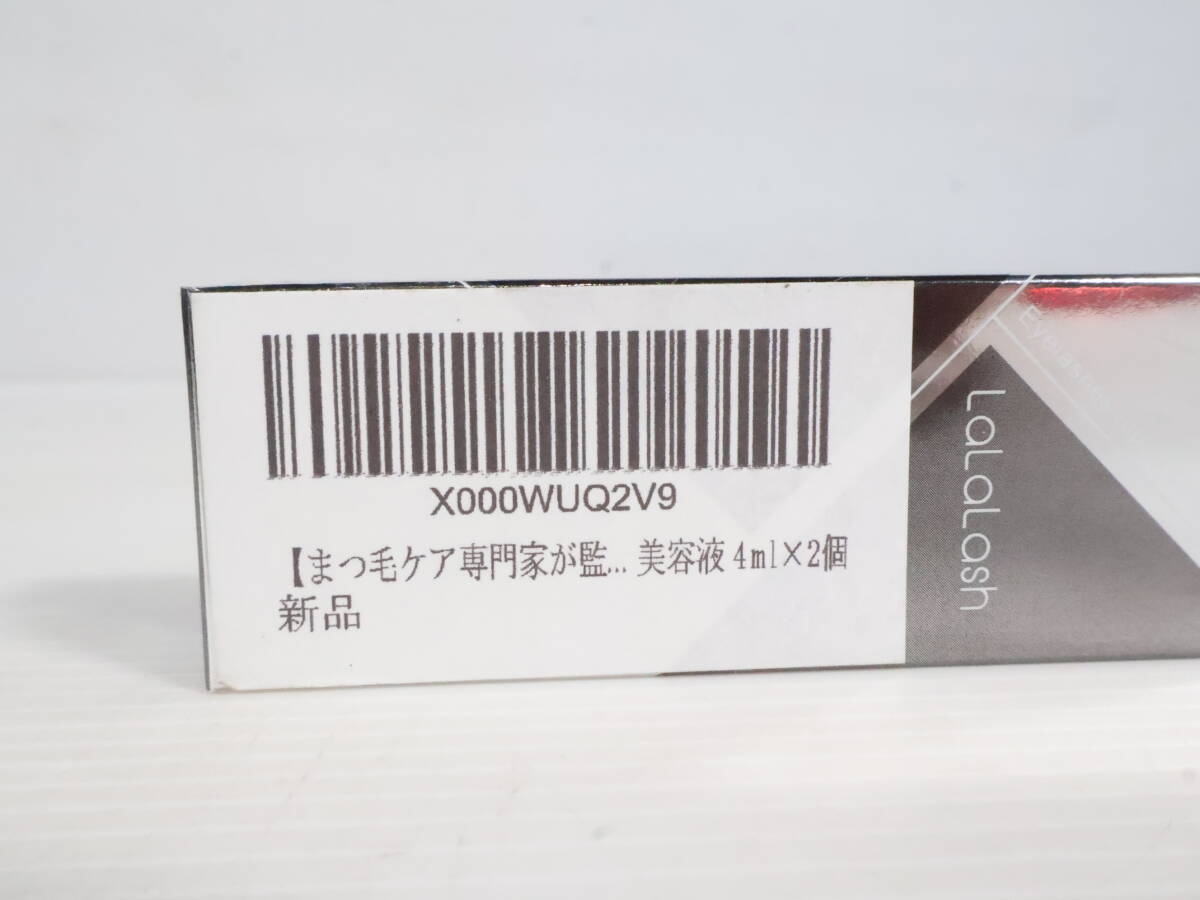 X000WUQ2V9
【まつ毛ケア専門家が監... 美容液 4ml×2個
新品
LaLaLash